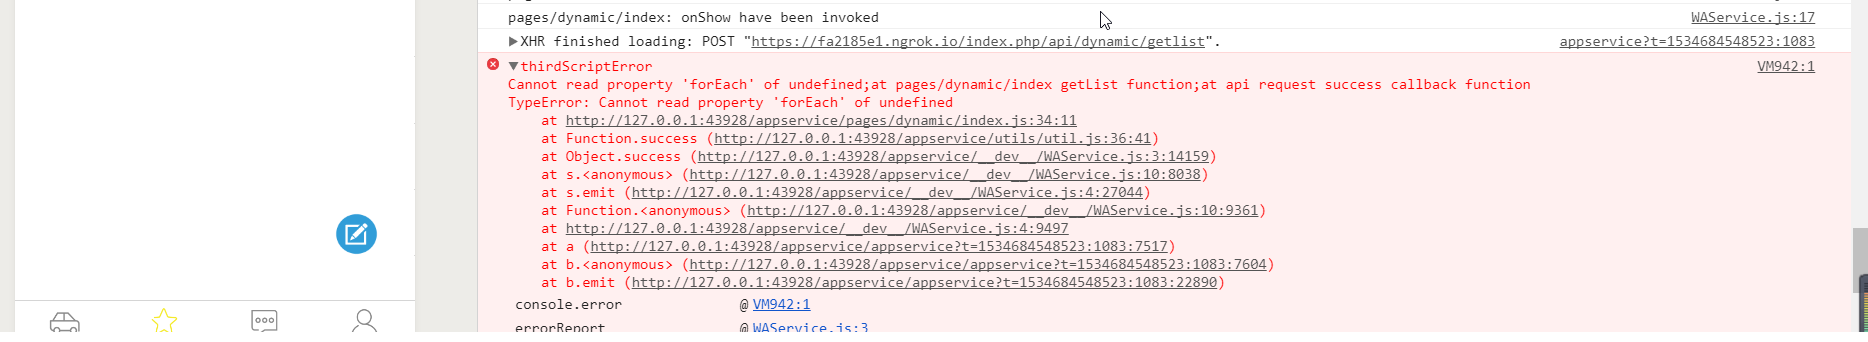 pages/dynamic/index: onShow have been invoked WAService.js:17
▶XHR finished loading: POST "https://fa2185e1.ngrok.io/index.php/api/dynamic/getlist". appservice?t=1534684548523:1083
▼thirdScriptError VM942:1
Cannot read property 'forEach' of undefined;at pages/dynamic/index getList function;at api request success callback function
TypeError: Cannot read property 'forEach' of undefined
at http://127.0.0.1:43928/appservice/pages/dynamic/index.js:34:11
at Function.success (http://127.0.0.1:43928/appservice/utils/util.js:36:41)
at Object.success (http://127.0.0.1:43928/appservice/__dev__/WAService.js:3:14159)
at s.<anonymous> (http://127.0.0.1:43928/appservice/__dev__/WAService.js:10:8038)
at s.emit (http://127.0.0.1:43928/appservice/__dev__/WAService.js:4:27044)
at Function.<anonymous> (http://127.0.0.1:43928/appservice/__dev__/WAService.js:10:9361)
at http://127.0.0.1:43928/appservice/__dev__/WAService.js:4:9497
at a (http://127.0.0.1:43928/appservice/appservice?t=1534684548523:1083:7517)
at b.<anonymous> (http://127.0.0.1:43928/appservice/appservice?t=1534684548523:1083:7604)
at b.emit (http://127.0.0.1:43928/appservice/appservice?t=1534684548523:1083:22890)
console.error @ VM942:1
errorReport @ WAService.js:3